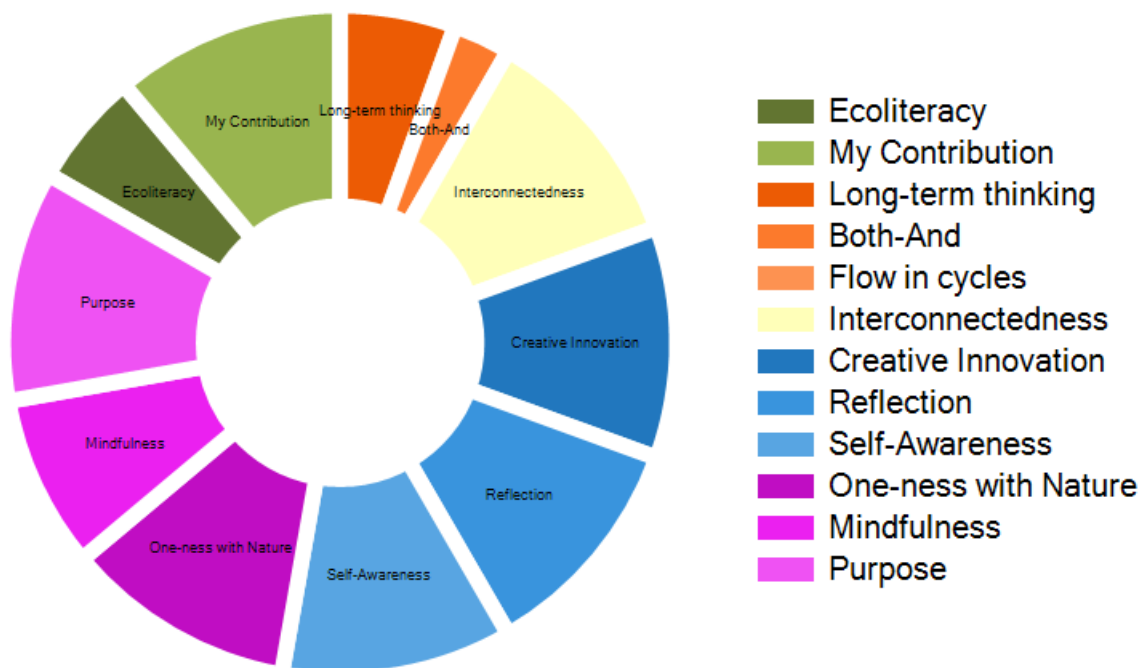 My Contribution
Long-term thinking
Both-And
Ecoliteracy
Interconnectedness
Purpose
Creative Innovation
Mindfulness
Reflection
One-ness with Nature
Self-Awareness
Ecoliteracy
My Contribution
Long-term thinking
Both-And
Flow in cycles
Interconnectedness
Creative Innovation
Reflection
Self-Awareness
One-ness with Nature
Mindfulness
Purpose